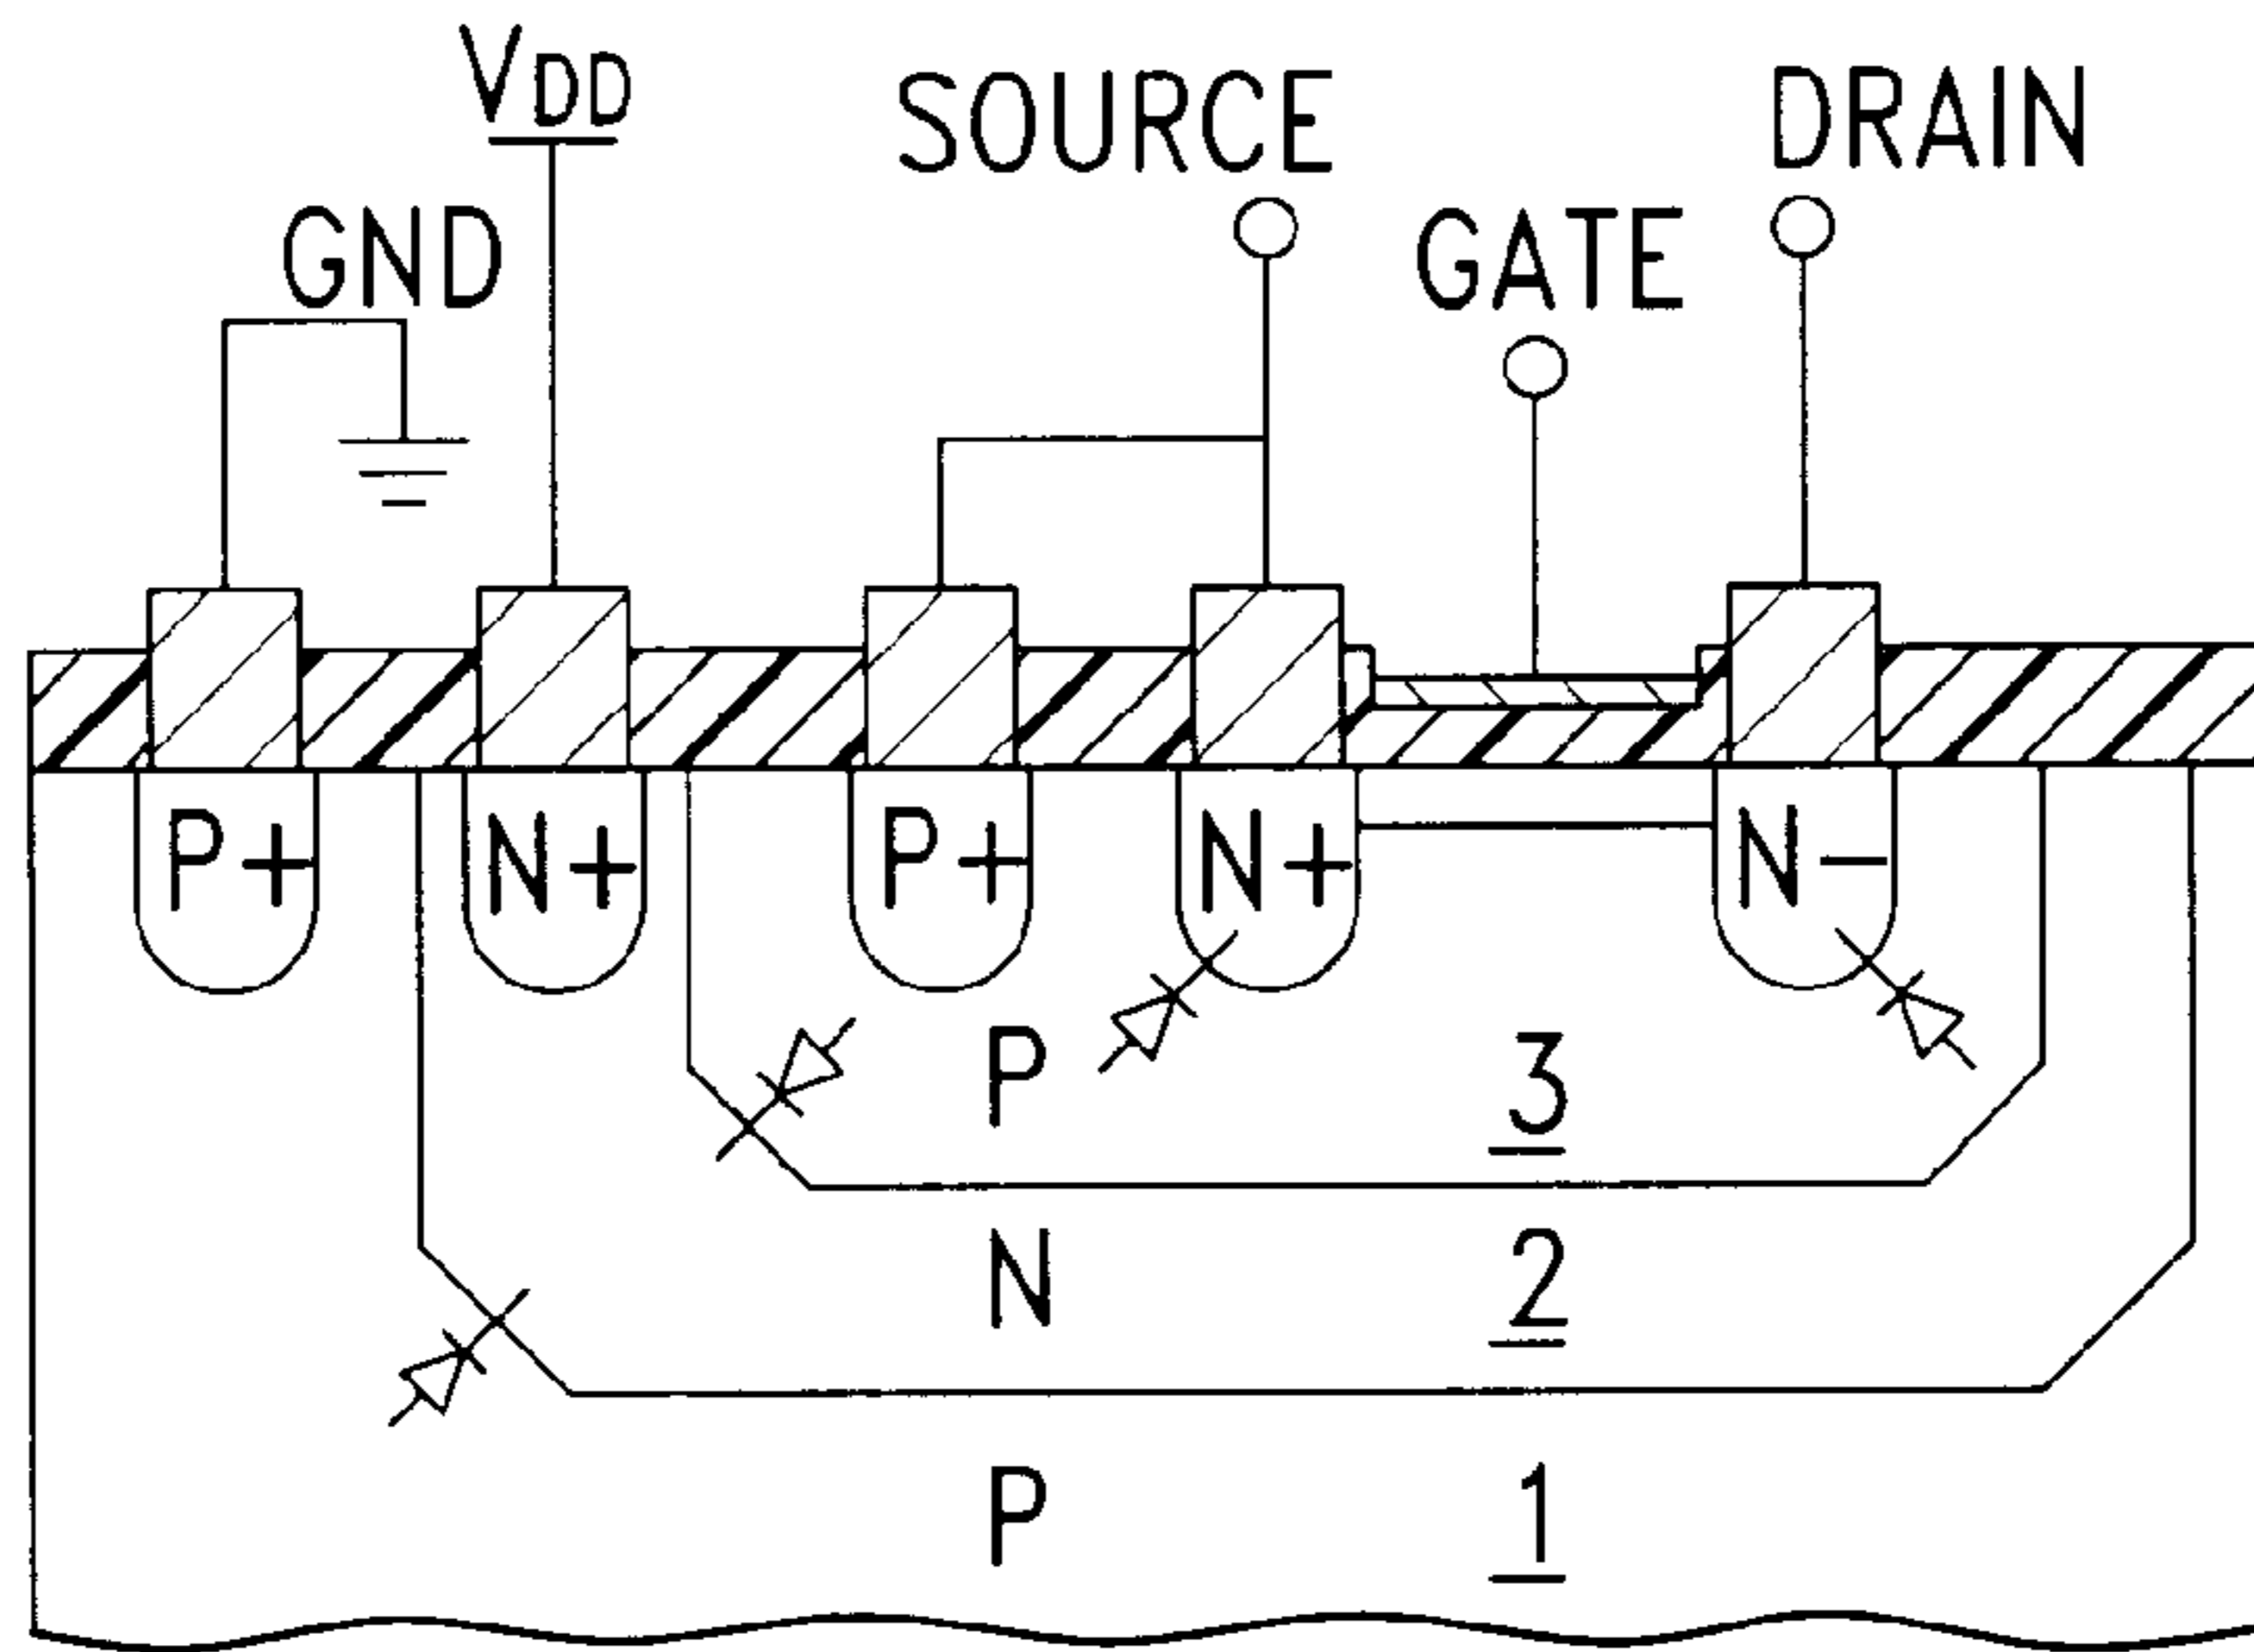 VDD
SOURCE
DRAIN
GND
GATE
P+ N+ P+ N+ N−
P 3
N 2
P 1